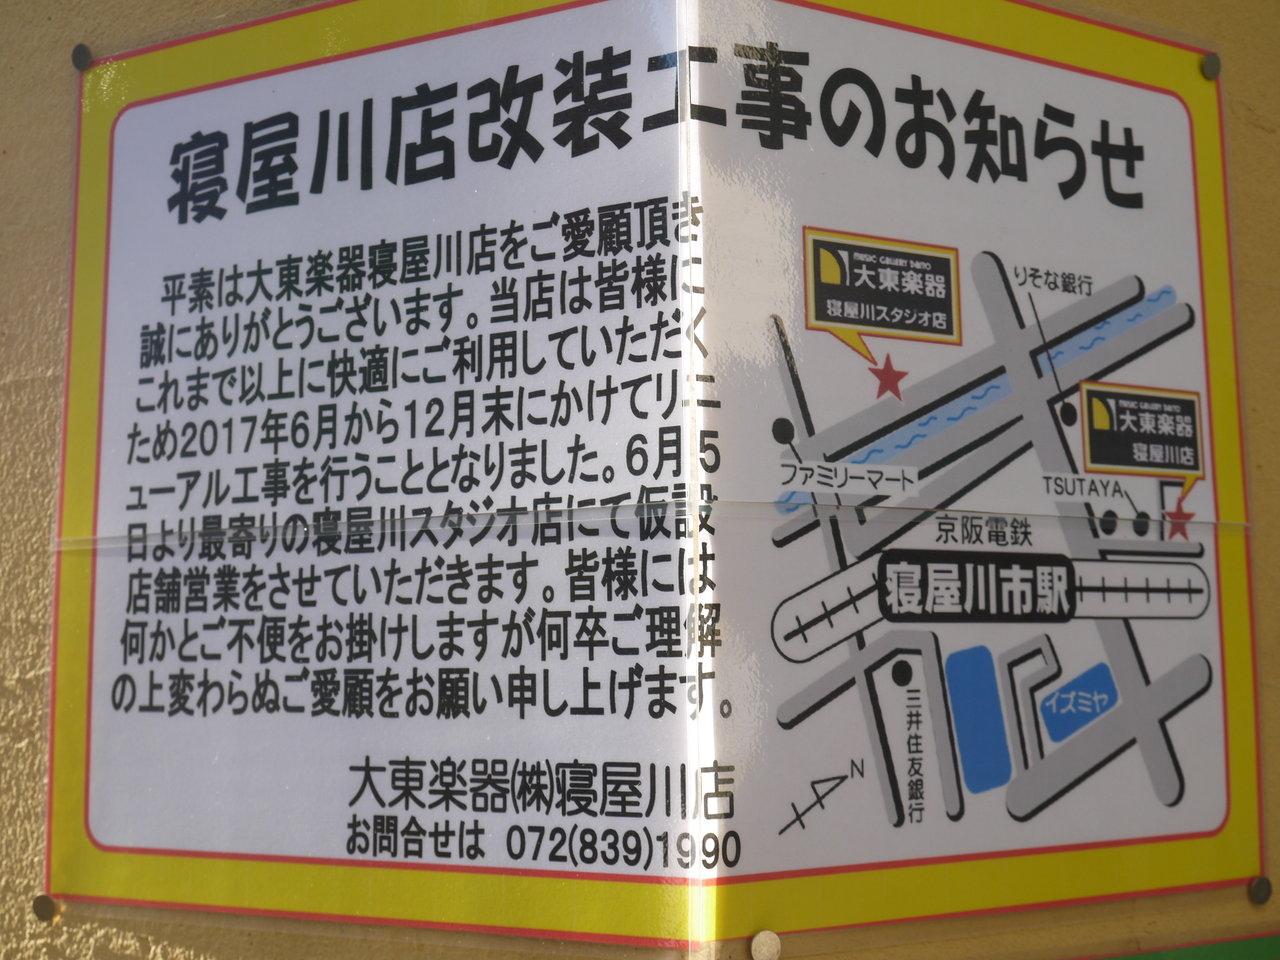 寝屋川店改装工事のお知らせ
平素は大東楽器寝屋川店をご愛顧頂き
誠にありがとうございます。当店は皆様に
これまで以上に快適にご利用していただく
ため2017年6月から12月末にかけてリニ
ューアル工事を行うこととなりました。6月15
日より最寄りの寝屋川スタジオ店にて仮設
店舗営業をさせていただきます。皆様には
何かとご不便をお掛けしますが何卒ご理解
の上変わらぬご愛顧をお願い申し上げます。
大東楽器㈱寝屋川店
お問合せは 072(839)1990
MUSIC GALLERY DAITO
大東楽器
寝屋川スタジオ店
りそな銀行
MUSIC GALLERY DAITO
大東楽器
寝屋川店
ファミリーマート
TSUTAYA
京阪電鉄
寝屋川市駅
三井住友銀行
イズミヤ
N